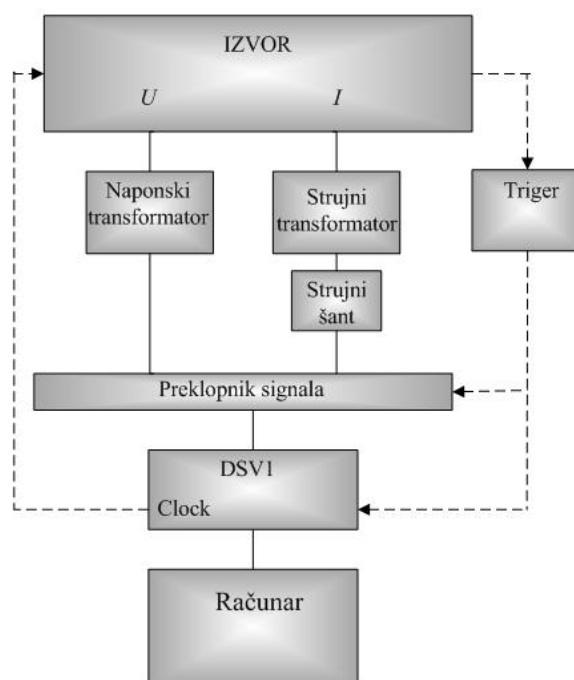 IZVOR
U I
Naponski
transformator
Strujni
transformator
Triger
Strujni
šant
Preklopnik signala
DSV1
Clock
Računar